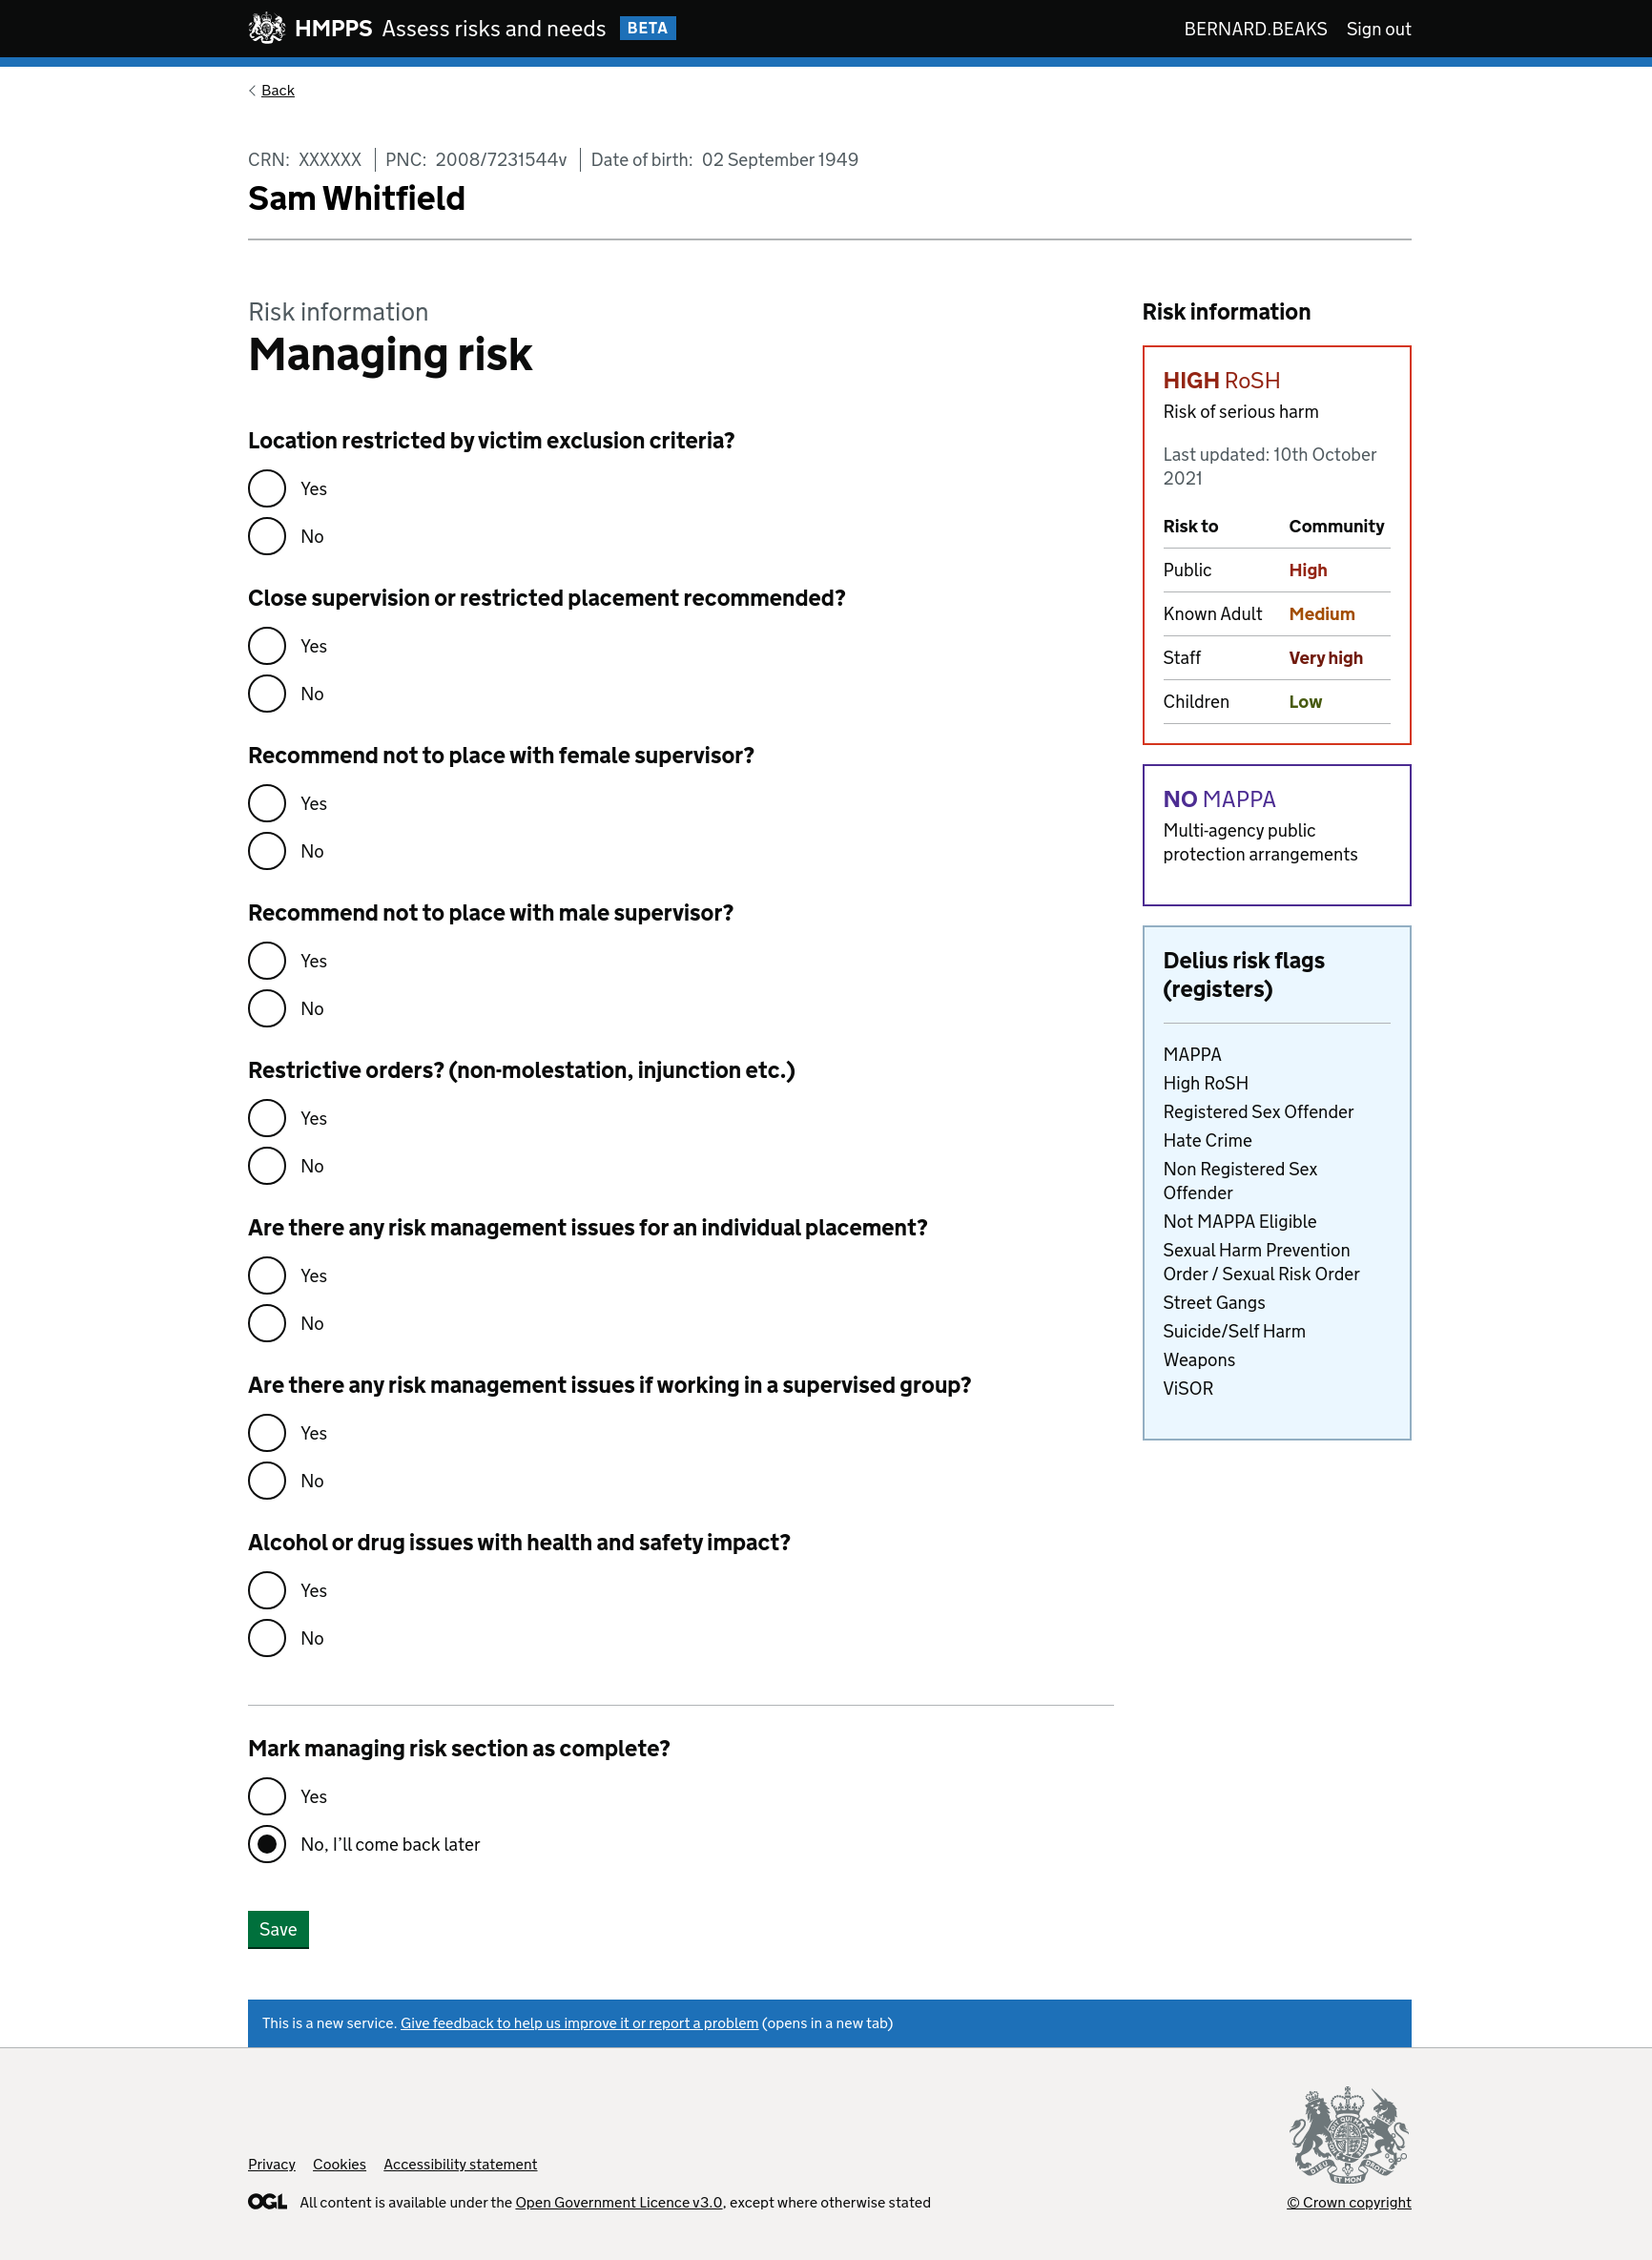 HMPPS Assess risks and needs BETA
BERNARD.BEAKS Sign out
Back
CRN: XXXXXX PNC: 2008/7231544v Date of birth: 02 September 1949
Sam Whitfield
Risk information
Managing risk
Location restricted by victim exclusion criteria?
Yes
No
Close supervision or restricted placement recommended?
Yes
No
Recommend not to place with female supervisor?
Yes
No
Recommend not to place with male supervisor?
Yes
No
Restrictive orders? (non-molestation, injunction etc.)
Yes
No
Are there any risk management issues for an individual placement?
Yes
No
Are there any risk management issues if working in a supervised group?
Yes
No
Alcohol or drug issues with health and safety impact?
Yes
No
Mark managing risk section as complete?
Yes
No, I’ll come back later
Save
Risk information
HIGH RoSH
Risk of serious harm
Last updated: 10th October
2021
Risk to Community
Public High
Known Adult Medium
Staff Very high
Children Low
NO MAPPA
Multi-agency public
protection arrangements
Delius risk flags
(registers)
MAPPA
High RoSH
Registered Sex Offender
Hate Crime
Non Registered Sex
Offender
Not MAPPA Eligible
Sexual Harm Prevention
Order / Sexual Risk Order
Street Gangs
Suicide/Self Harm
Weapons
ViSOR
This is a new service. Give feedback to help us improve it or report a problem (opens in a new tab)
Privacy Cookies Accessibility statement
OGL All content is available under the Open Government Licence v3.0, except where otherwise stated
© Crown copyright